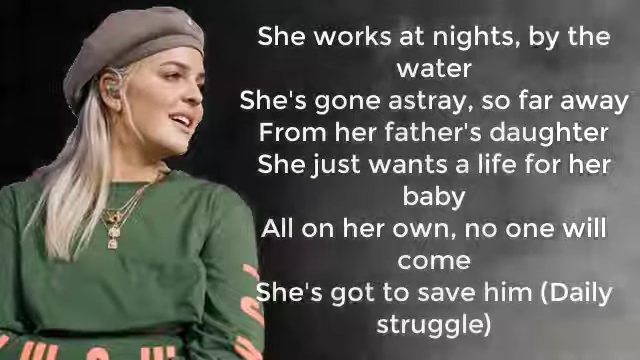 She works at nights, by the
water
She's gone astray, so far away
From her father's daughter
She just wants a life for her
baby
All on her own, no one will
come
She's got to save him (Daily
struggle)